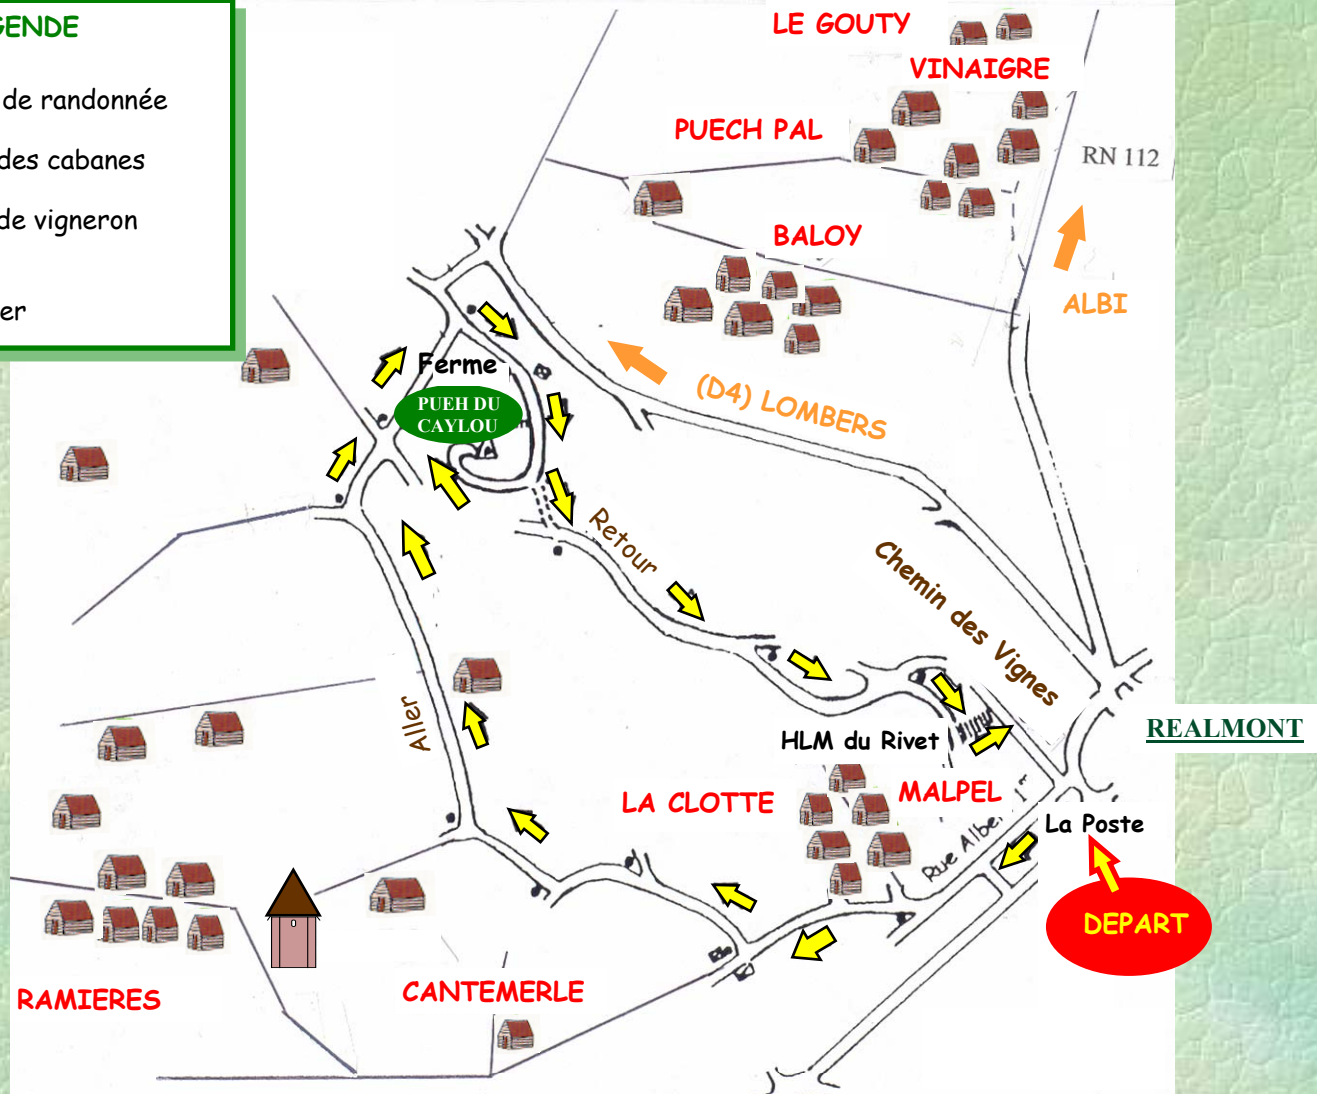 GENDE
de randonnée
des cabanes
de vigneron
er
LE GOUTY
VINAIGRE
PUECH PAL
RN 112
BALOY
ALBI
(D4) LOMBERS
Ferme
PUEH DU
CAYLOU
Retour
Chemin des Vignes
Aller
REALMONT
HLM du Rivet
MALPEL
LA CLOTTE
La Poste
Rue
DEPART
RAMIERES
CANTEMERLE